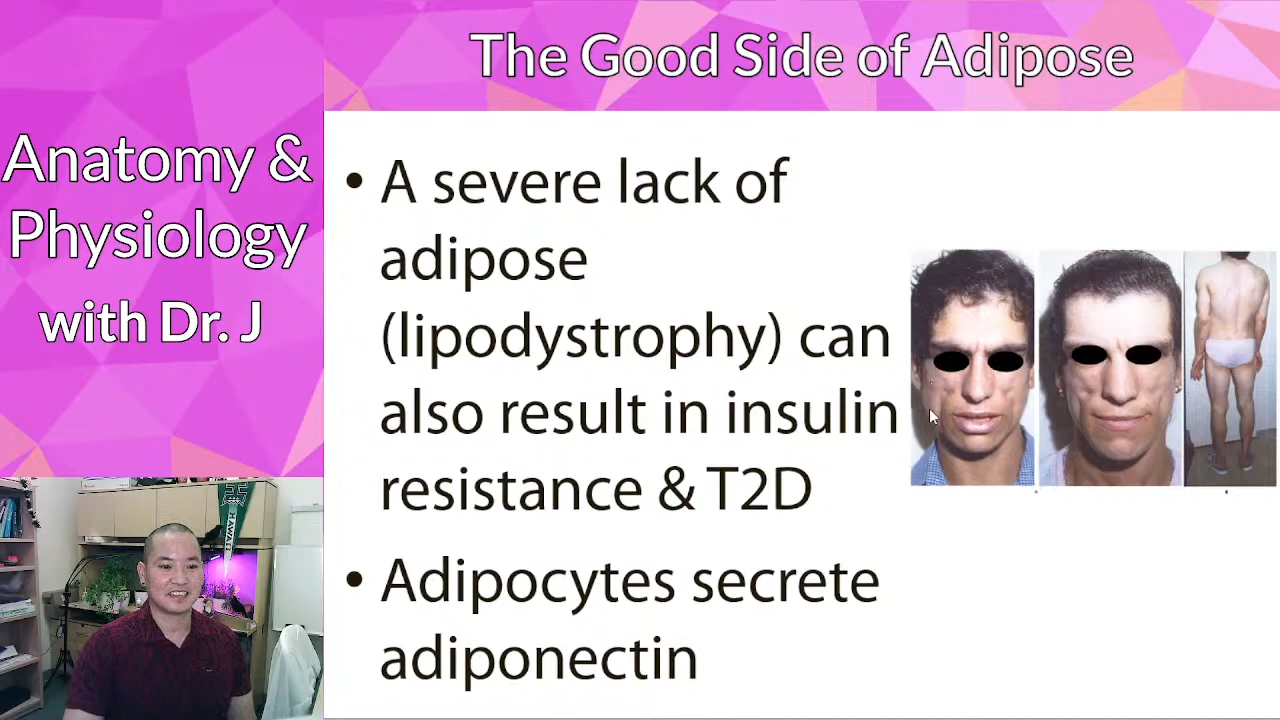 The Good Side of Adipose
Anatomy &
Physiology
with Dr. J
• A severe lack of
adipose
(lipodystrophy) can
also result in insulin
resistance & T2D
• Adipocytes secrete
adiponectin
HAWAII